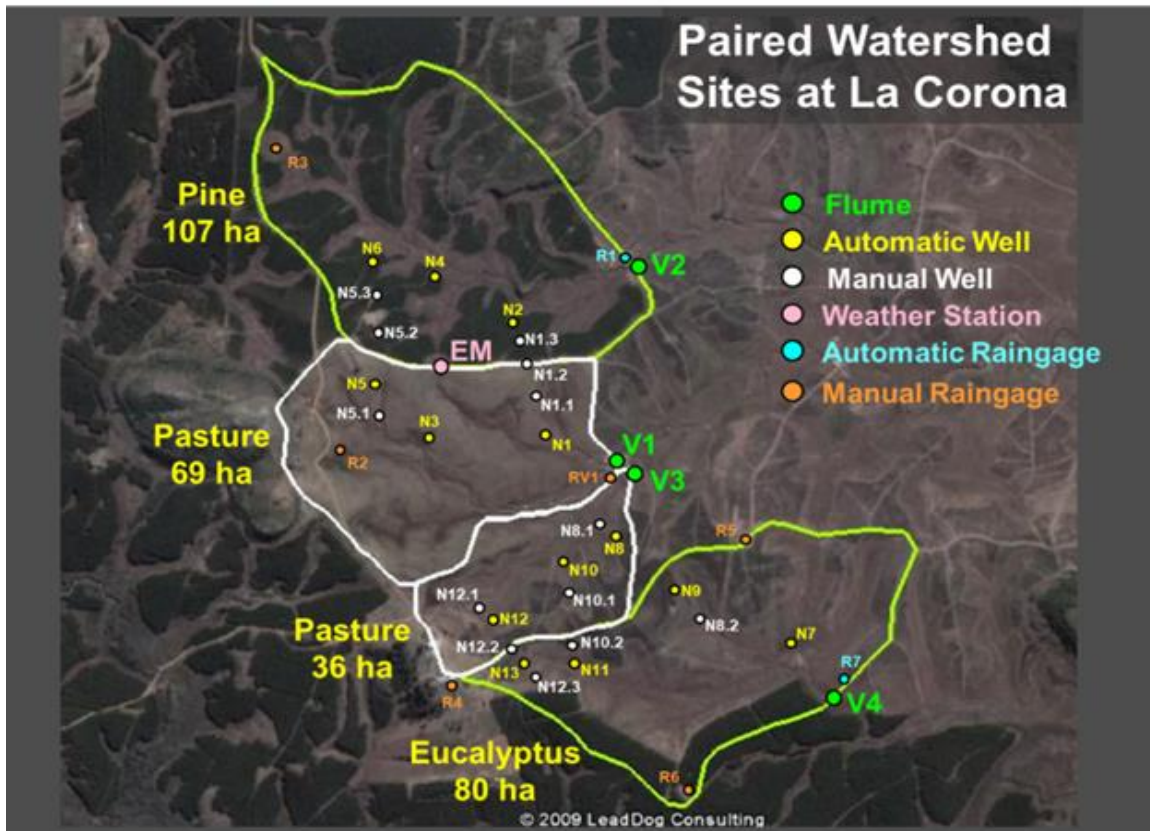 Paired Watershed
Sites at La Corona
R3
Pine
107 ha
Flume
Automatic Well
Manual Well
Weather Station
Automatic Raingage
Manual Raingage
N6
N4
R1
V2
N5.3
N2
N5.2
N1.3
EM
N1.2
N5
N1.1
N5.1
N3
N1
Pasture
69 ha
R2
V1
RV1
V3
N8.1
N8
R5
N10
N9
N12.1
N10.1
N12
N8.2
Pasture
36 ha
N12.2
N10.2
N7
N13
N11
N12.3
R7
R4
V4
Eucalyptus
80 ha
R6
© 2009 LeadDog Consulting